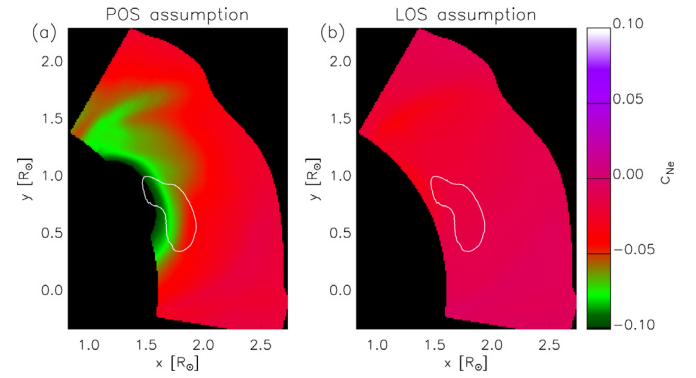 POS assumption
LOS assumption
(a)
(b)
0.10
0.05
0.00
−0.05
−0.10
C_Ne
2.0
1.5
1.0
0.5
0.0
y [R⊙]
2.0
1.5
1.0
0.5
0.0
y [R⊙]
1.0 1.5 2.0 2.5
x [R⊙]
1.0 1.5 2.0 2.5
x [R⊙]